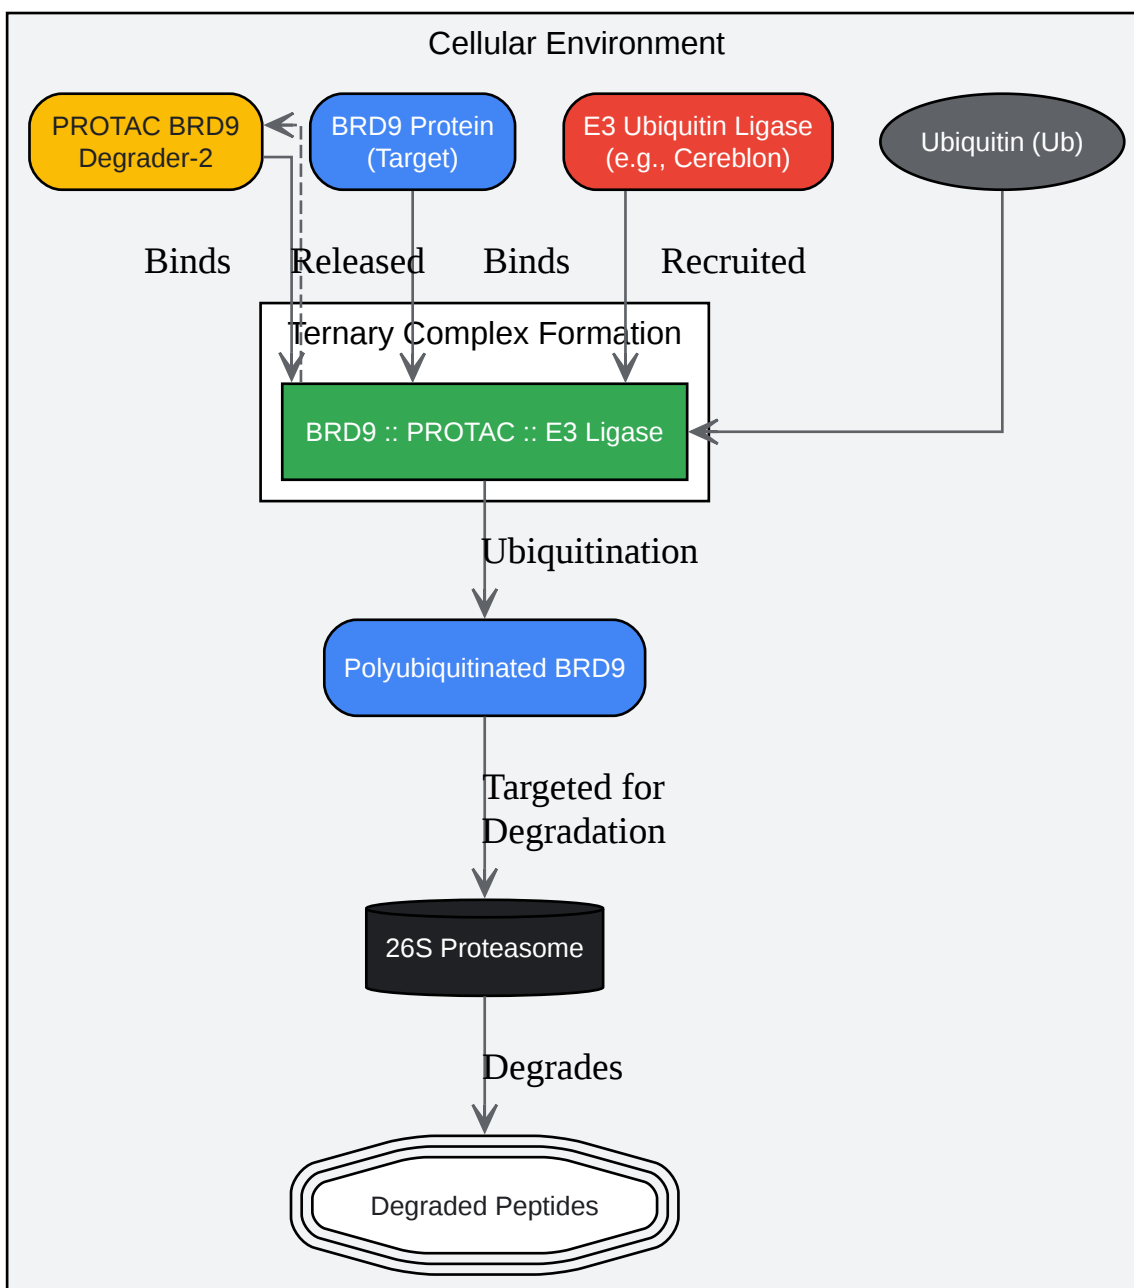 Cellular Environment
PROTAC BRD9
Degrader-2
BRD9 Protein
(Target)
E3 Ubiquitin Ligase
(e.g., Cereblon)
Ubiquitin (Ub)
Binds
Released
Binds
Recruited
Ternary Complex Formation
BRD9 :: PROTAC :: E3 Ligase
Ubiquitination
Polyubiquitinated BRD9
Targeted for
Degradation
26S Proteasome
Degrades
Degraded Peptides